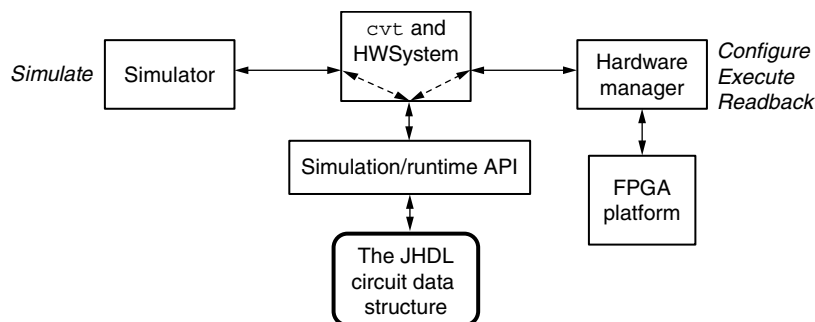 Simulate
Simulator
cvt and
HWSystem
Hardware
manager
Configure
Execute
Readback
Simulation/runtime API
FPGA
platform
The JHDL
circuit data
structure